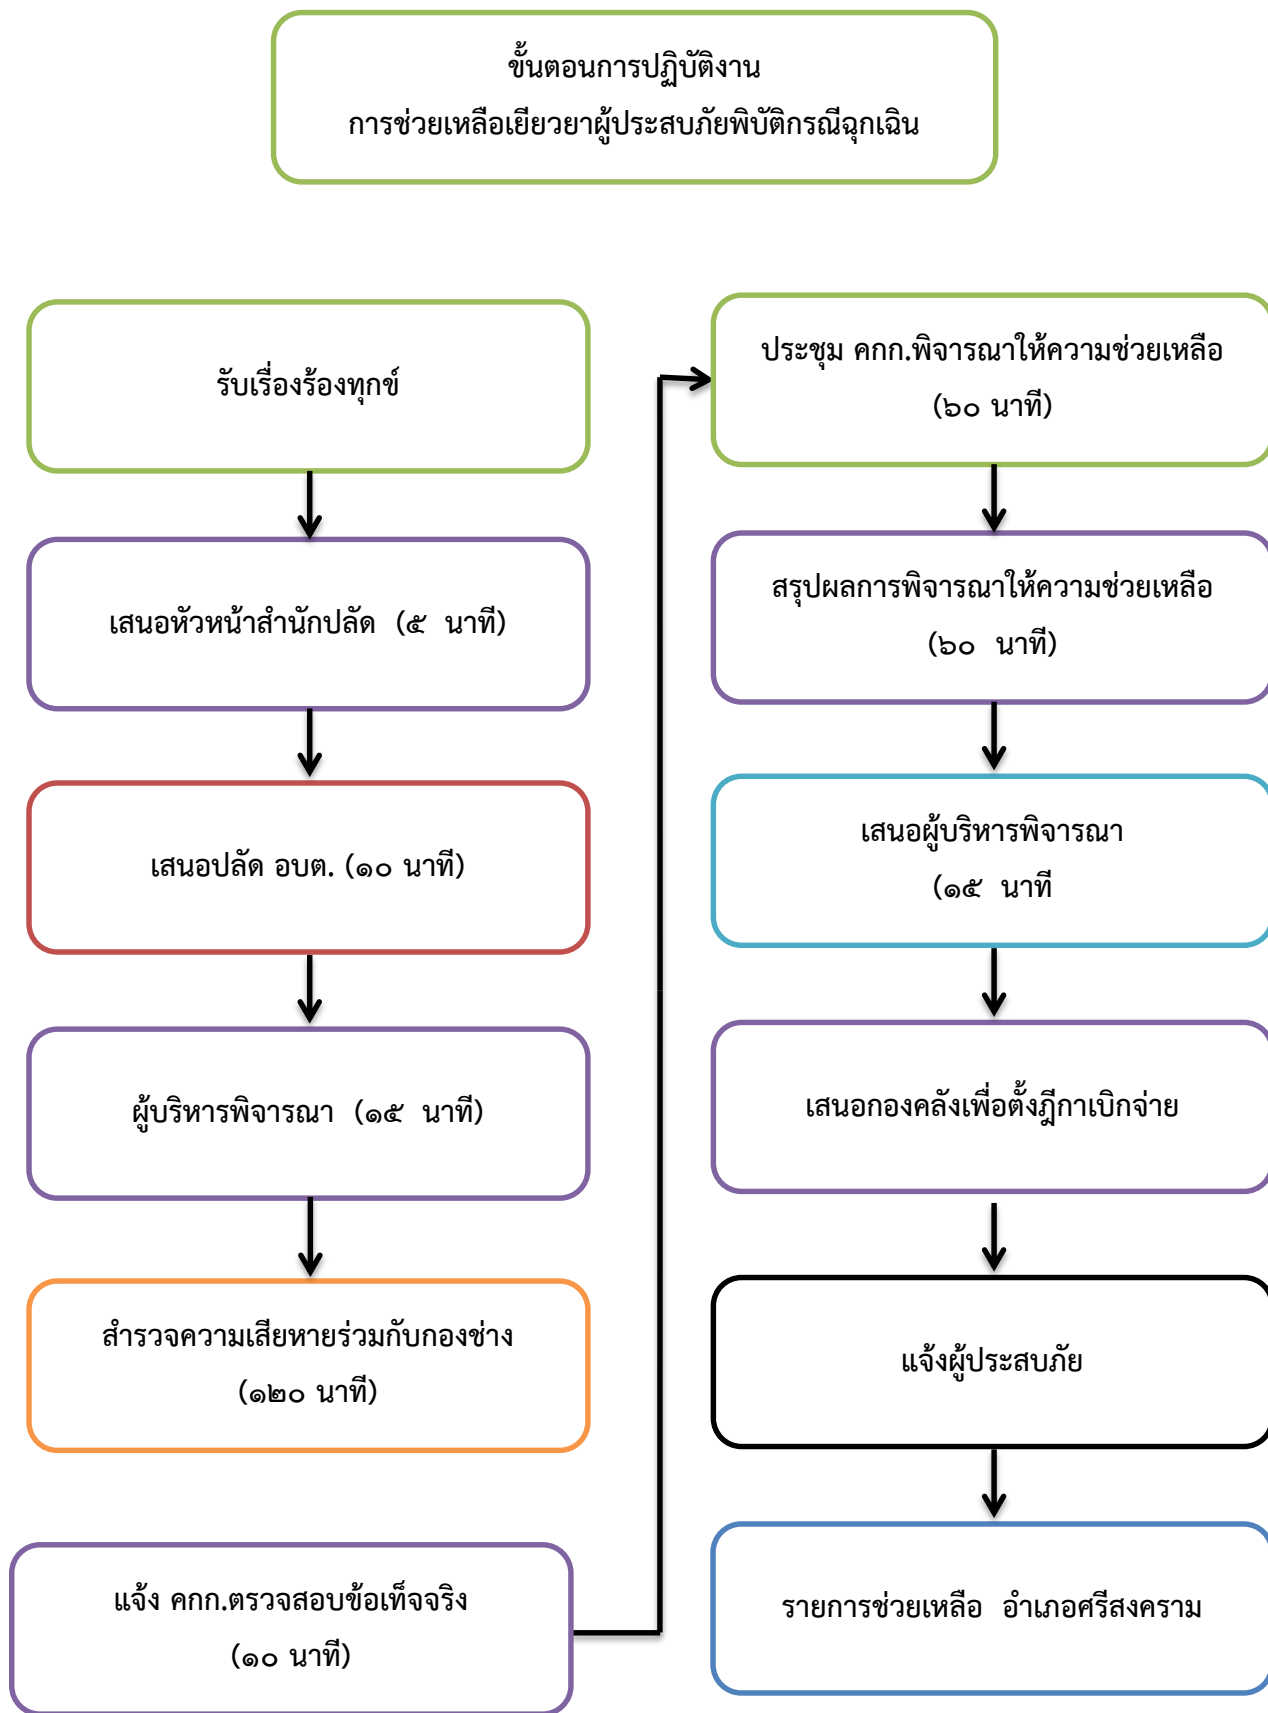 ขั้นตอนการปฏิบัติงาน
การช่วยเหลือเยียวยาผู้ประสบภัยพิบัติกรณีฉุกเฉิน
รับเรื่องร้องทุกข์
เสนอหัวหน้าสำนักปลัด (๕ นาที)
เสนอปลัด อบต. (๑๐ นาที)
ผู้บริหารพิจารณา (๑๕ นาที)
สำรวจความเสียหายร่วมกับกองช่าง
(๑๒๐ นาที)
แจ้ง คกก.ตรวจสอบข้อเท็จจริง
(๑๐ นาที)
ประชุม คกก.พิจารณาให้ความช่วยเหลือ
(๖๐ นาที)
สรุปผลการพิจารณาให้ความช่วยเหลือ
(๖๐ นาที)
เสนอผู้บริหารพิจารณา
(๑๕ นาที
เสนอกองคลังเพื่อตั้งฎีกาเบิกจ่าย
แจ้งผู้ประสบภัย
รายการช่วยเหลือ อำเภอศรีสงคราม